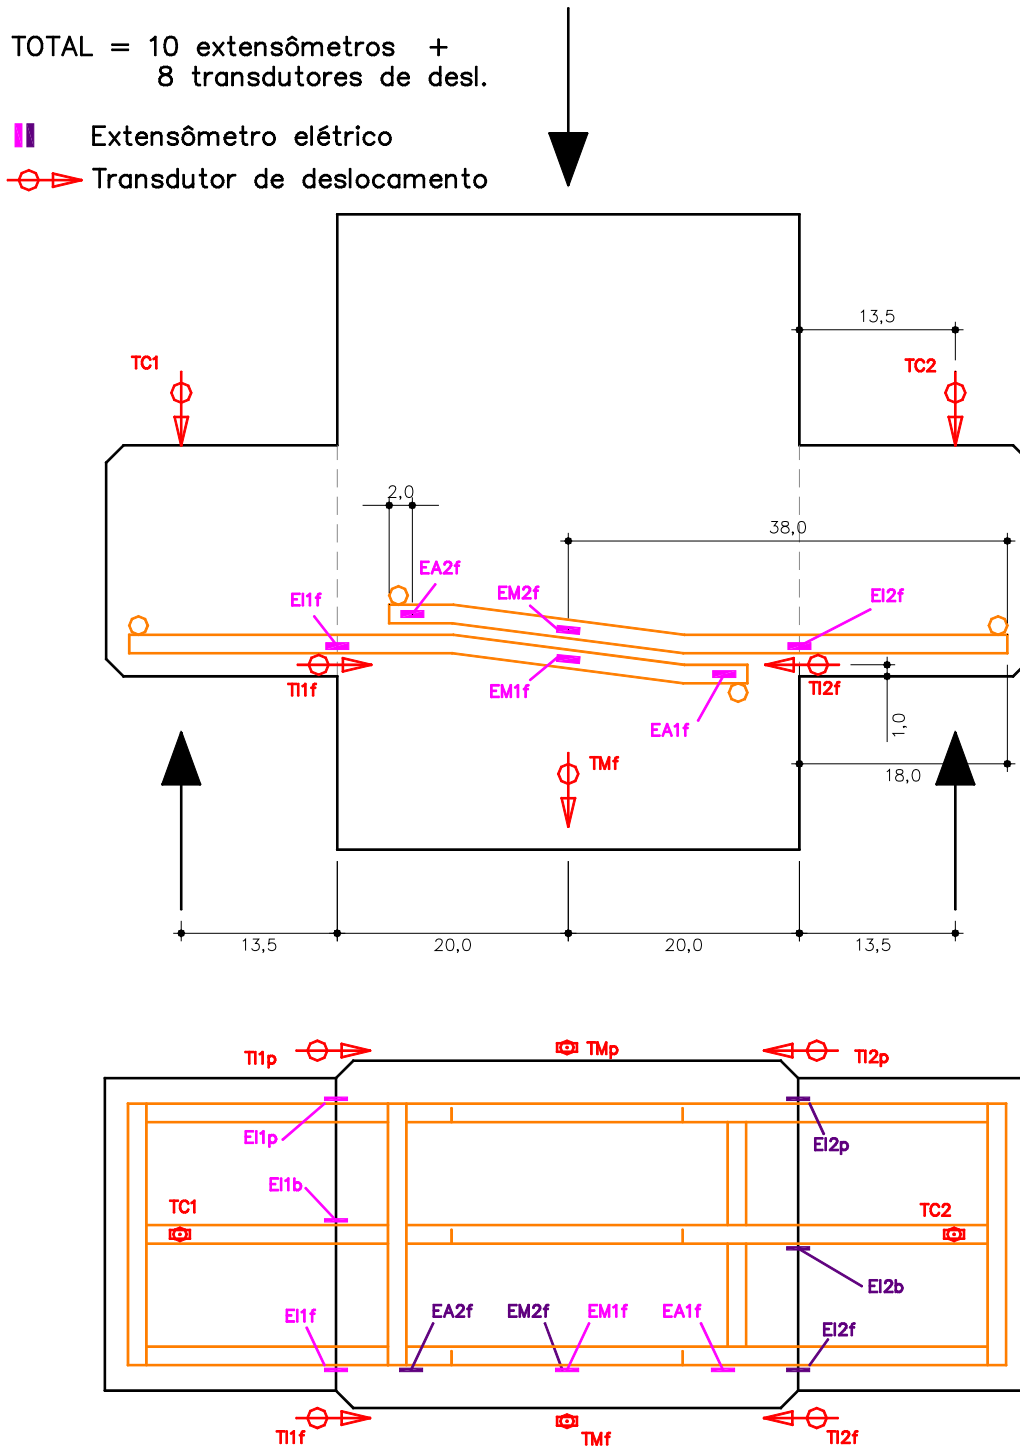 TOTAL = 10 extensômetros +
8 transdutores de desl.
Extensômetro elétrico
Transdutor de deslocamento
13,5
TC1
TC2
2,0
38,0
EA2f
EM2f
EI2f
EI1f
TI1f
EM1f
TI2f
EA1f
1,0
TMf
18,0
13,5
20,0
20,0
13,5
TI1p
TMp
TI2p
EI1p
EI2p
EI1b
TC1
TC2
EI2b
EI1f
EA2f
EM2f
EM1f
EA1f
EI2f
TI1f
TMf
TI2f